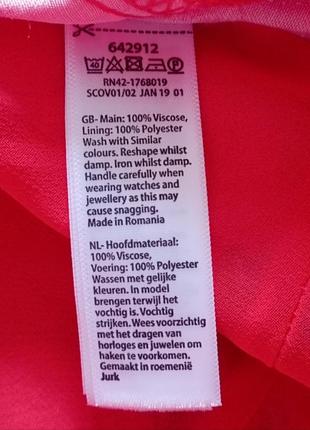 642912
40
RN42-1768019
SCOV01/02 JAN 19 01
GB- Main: 100% Viscose,
Lining: 100% Polyester
Wash with Similar
colours. Reshape whilst
damp. Iron whilst damp.
Handle carefully when
wearing watches and
jewellery as this may
cause snagging.
Made in Romania
NL- Hoofdmateriaal:
100% Viscose,
Voering: 100% Polyester
Wassen met gelijke
kleuren. In model
brengen terwijl het
vochtig is. Vochtig
strijken. Wees voorzichtig
met het dragen van
horloges en juwelen om
haken te voorkomen.
Gemaakt in roemenië
Jurk